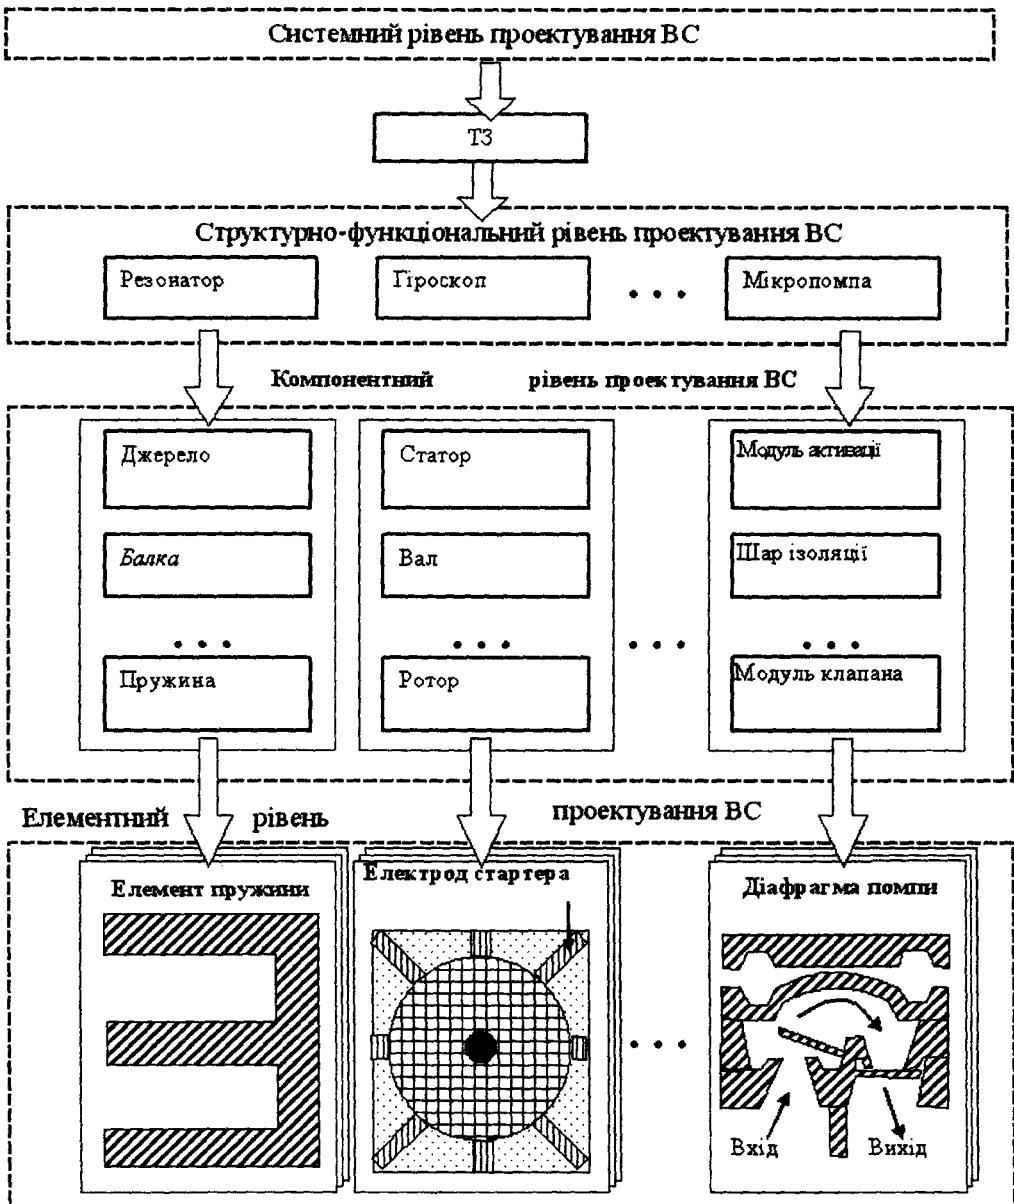 Системний рівень проектування ВС
ТЗ
Структурно-функціональний рівень проектування ВС
Резонатор
Гіроскоп
Мікропомпа
Компонентний рівень проектування ВС
Джерело
Статор
Модуль активації
Балка
Вал
Шар ізоляції
Пружина
Ротор
Модуль клапана
Елементний рівень проектування ВС
Елемент пружини
Електрод стартера
Діафрагма помпи
Вхід
Вихід